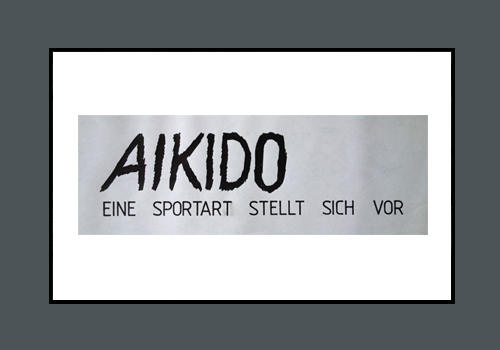 AIKIDO
EINE SPORTART STELLT SICH VOR